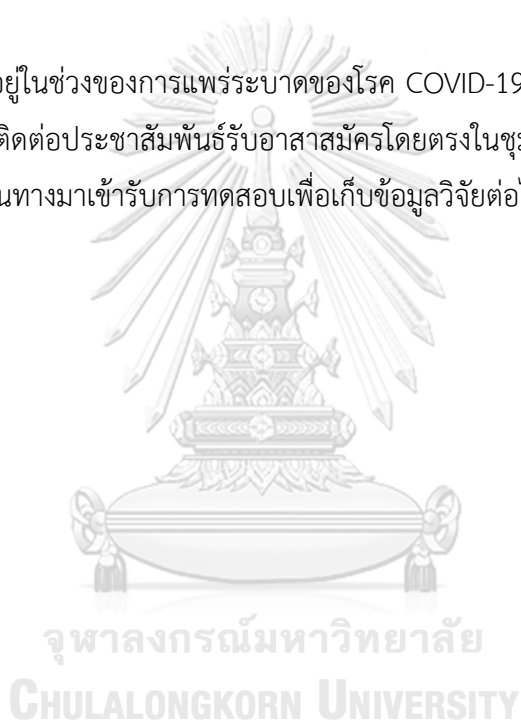 อยู่ในช่วงของการแพร่ระบาดของโรค COVID-19
ติดต่อประชาสัมพันธ์รับอาสาสมัครโดยตรงในชุม
นทางมาเข้ารับการทดสอบเพื่อเก็บข้อมูลวิจัยต่อไ
จุฬาลงกรณ์มหาวิทยาลัย
CHULALONGKORN UNIVERSITY